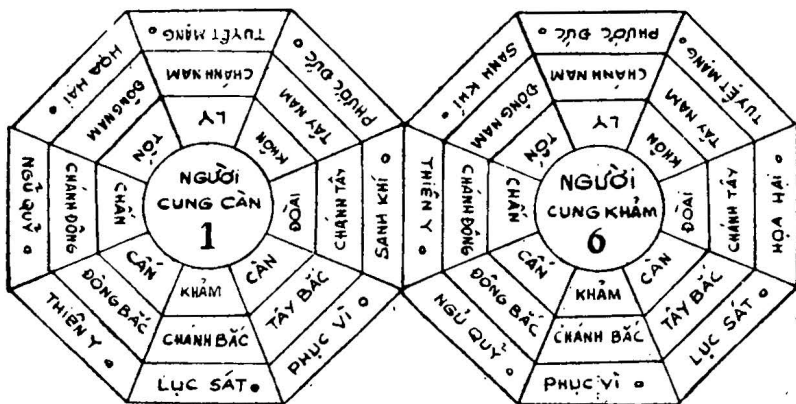 TUYẾT MẠNG
CHÁNH NAM
LY
PHƯỚC ĐỨC
TÂY NAM
KHÔN
SANH KHÍ
CHÁNH TÂY
ĐOÀI
PHỤC VÌ
TÂY BẮC
CÀN
LỤC SÁT
CHÁNH BẮC
KHẢM
THIÊN Y
ĐÔNG BẮC
CẤN
NGŨ QUỶ
CHÁNH ĐÔNG
CHẤN
HỌA HẠI
ĐÔNG NAM
TỐN
NGƯỜI
CUNG CÀN
1
PHƯỚC ĐỨC
CHÁNH NAM
LY
TUYẾT MẠNG
TÂY NAM
KHÔN
HỌA HẠI
CHÁNH TÂY
ĐOÀI
LỤC SÁT
TÂY BẮC
CÀN
PHỤC VÌ
CHÁNH BẮC
KHẢM
NGŨ QUỶ
ĐÔNG BẮC
CẤN
THIÊN Y
CHÁNH ĐÔNG
CHẤN
SANH KHÍ
ĐÔNG NAM
TỐN
NGƯỜI
CUNG KHẢM
6